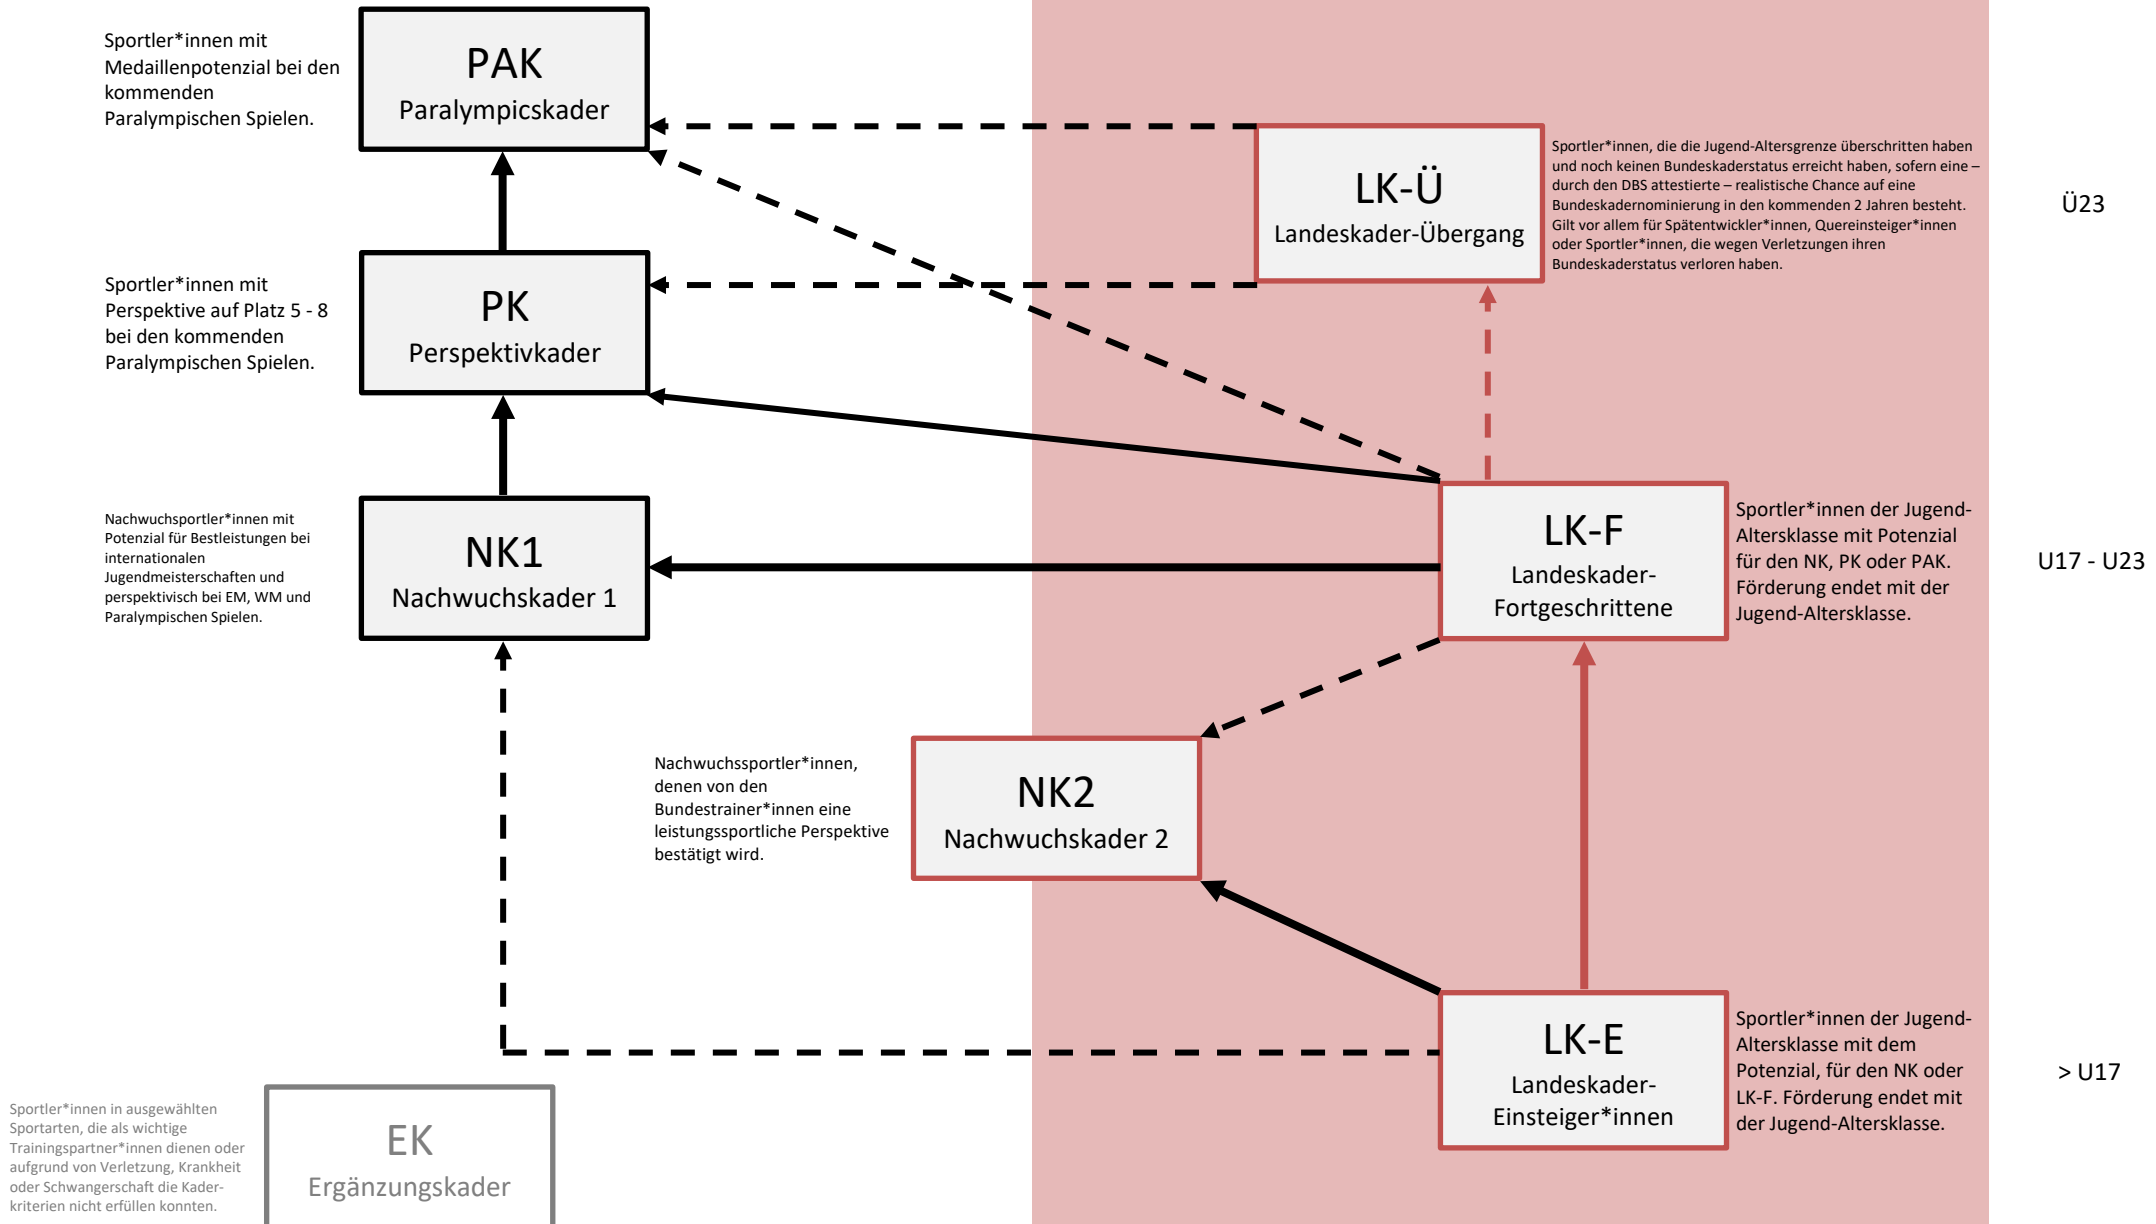 Sportler*innen mit
Medaillenpotenzial bei den
kommenden
Paralympischen Spielen.
PAK
Paralympicskader
LK-Ü
Landeskader-Übergang
Sportler*innen, die die Jugend-Altersgrenze überschritten haben
und noch keinen Bundeskaderstatus erreicht haben, sofern eine –
durch den DBS attestierte – realistische Chance auf eine
Bundeskadernominierung in den kommenden 2 Jahren besteht.
Gilt vor allem für Spätentwickler*innen, Quereinsteiger*innen
oder Sportler*innen, die wegen Verletzungen ihren
Bundeskaderstatus verloren haben.
Ü23
Sportler*innen mit
Perspektive auf Platz 5 - 8
bei den kommenden
Paralympischen Spielen.
PK
Perspektivkader
Nachwuchsportler*innen mit
Potenzial für Bestleistungen bei
internationalen
Jugendmeisterschaften und
perspektivisch bei EM, WM und
Paralympischen Spielen.
NK1
Nachwuchskader 1
LK-F
Landeskader-
Fortgeschrittene
Sportler*innen der Jugend-
Altersklasse mit Potenzial
für den NK, PK oder PAK.
Förderung endet mit der
Jugend-Altersklasse.
U17 - U23
Nachwuchssportler*innen,
denen von den
Bundestrainer*innen eine
leistungssportliche Perspektive
bestätigt wird.
NK2
Nachwuchskader 2
LK-E
Landeskader-
Einsteiger*innen
Sportler*innen der Jugend-
Altersklasse mit dem
Potenzial, für den NK oder
LK-F. Förderung endet mit
der Jugend-Altersklasse.
> U17
Sportler*innen in ausgewählten
Sportarten, die als wichtige
Trainingspartner*innen dienen oder
aufgrund von Verletzung, Krankheit
oder Schwangerschaft die Kader-
kriterien nicht erfüllen konnten.
EK
Ergänzungskader